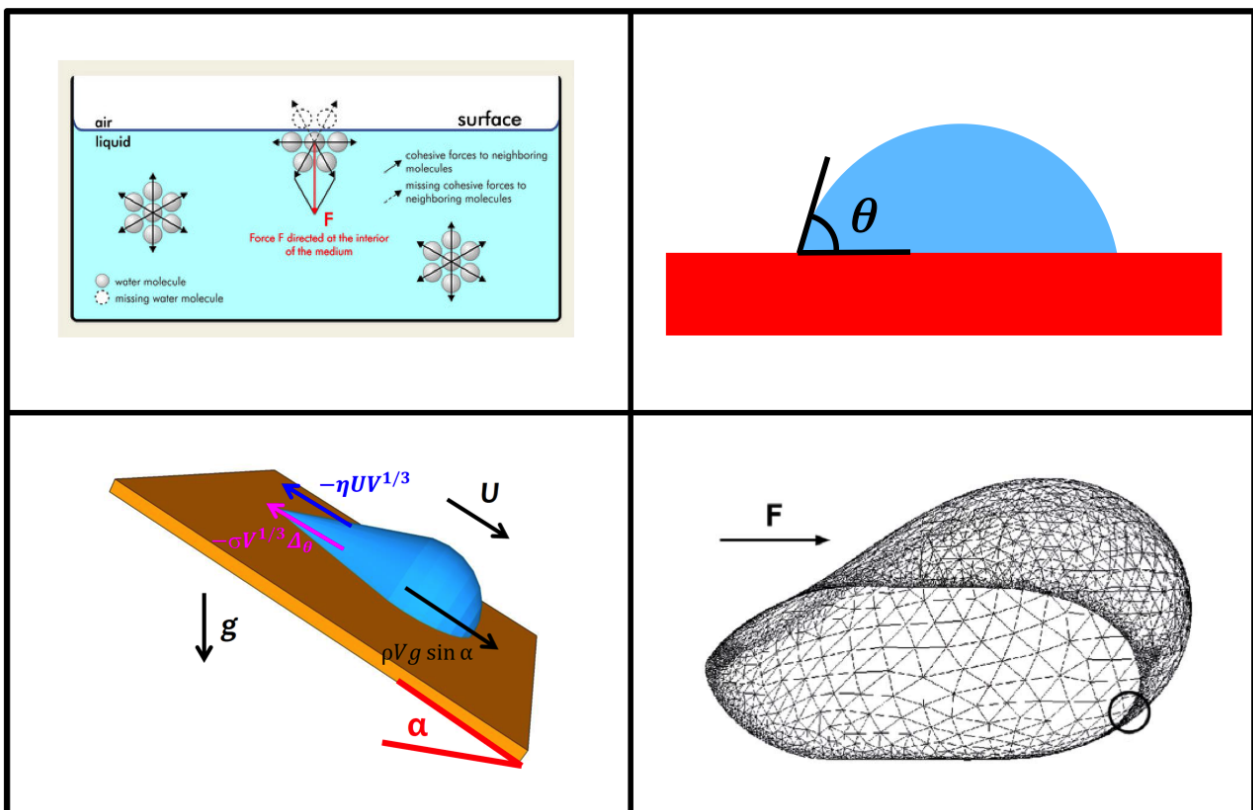 air
surface
liquid
cohesive forces to neighboring
molecules
missing cohesive forces to
neighboring molecules
F
Force F directed at the interior
of the medium
water molecule
missing water molecule
θ
−ηUV^{1/3}
U
−σV^{1/3}Δ_θ
g
ρVg sin α
α
F